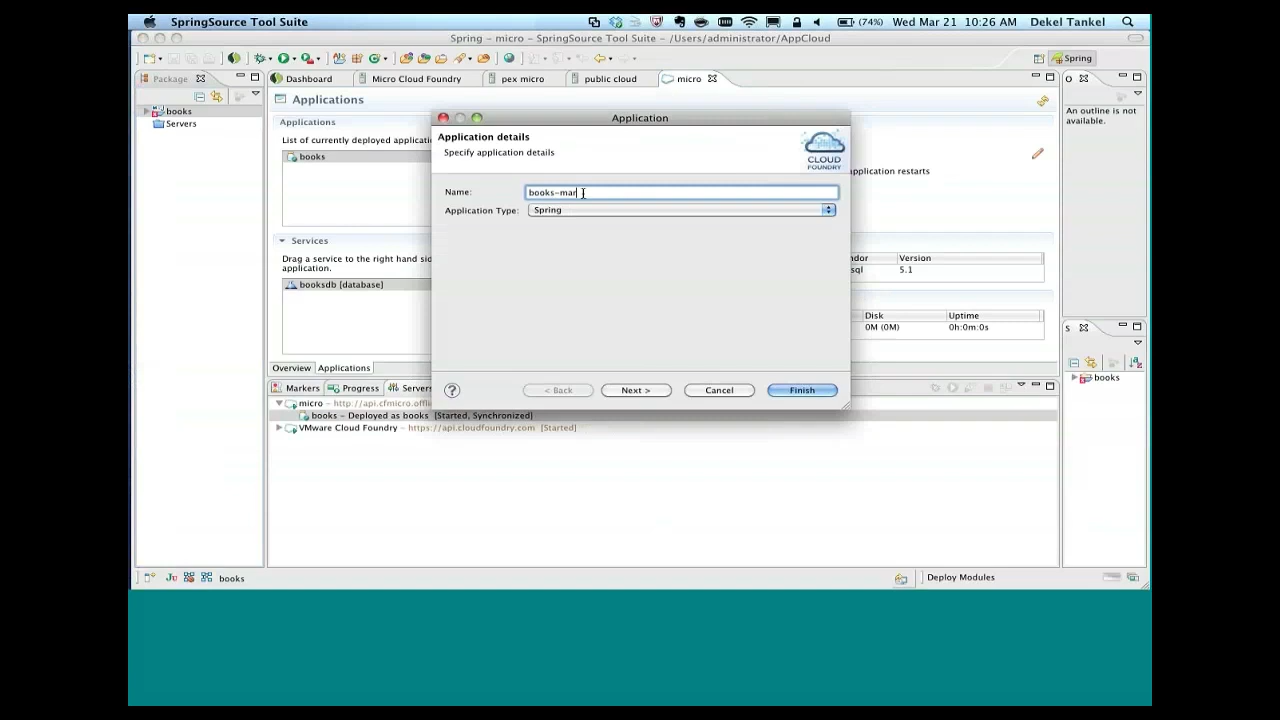 SpringSource Tool Suite (74%) Wed Mar 21 10:26 AM Dekel Tankel
Spring – micro – SpringSource Tool Suite – /Users/administrator/AppCloud
Spring
Package
Dashboard Micro Cloud Foundry pex micro public cloud micro O
books
Servers
Applications
An outline is not
available.
Applications
List of currently deployed applicatio
books
application restarts
Services
Drag a service to the right hand sid
application.
booksdb [database]
ndor Version
sql 5.1
Disk Uptime
0M (0M) 0h:0m:0s
Overview Applications
Application
Application details
Specify application details
CLOUD
FOUNDRY
Name: books–mar
Application Type: Spring
? < Back Next > Cancel Finish
S
books
Markers Progress Servers
micro – http://api.cfmicro.offli
books – Deployed as books [Started, Synchronized]
VMware Cloud Foundry – https://api.cloudfoundry.com [Started]
Ju books Deploy Modules